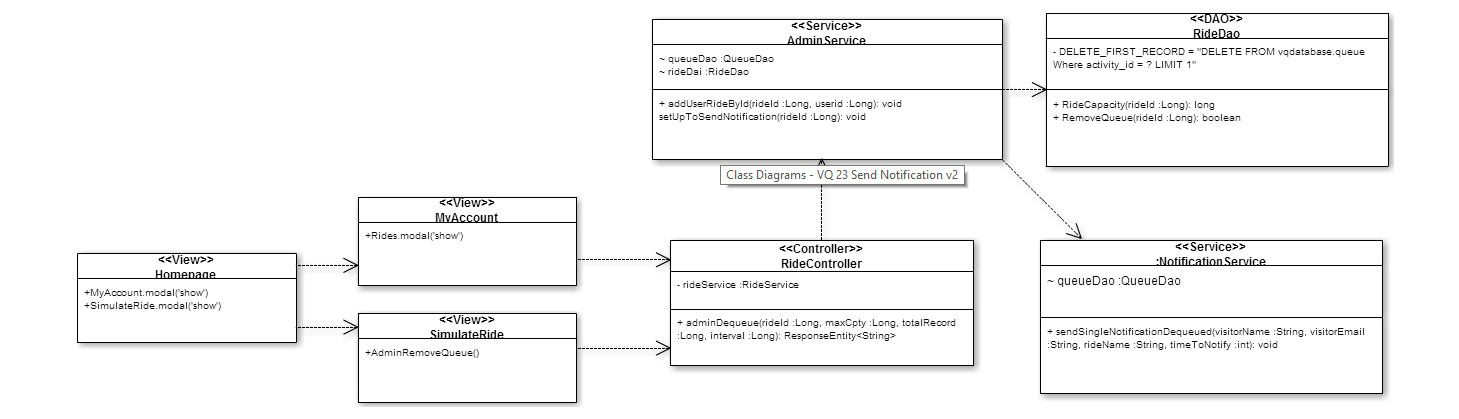 <<Service>>
AdminService
~ queueDao :QueueDao
~ rideDai :RideDao
+ addUserRideById(rideId :Long, userid :Long): void
setUpToSendNotification(rideId :Long): void
<<DAO>>
RideDao
- DELETE_FIRST_RECORD = "DELETE FROM vqdatabase.queue
Where activity_id = ? LIMIT 1"
+ RideCapacity(rideId :Long): long
+ RemoveQueue(rideId :Long): boolean
Class Diagrams - VQ 23 Send Notification v2
<<View>>
MyAccount
+Rides.modal('show')
<<View>>
Homepage
+MyAccount.modal('show')
+SimulateRide.modal('show')
<<View>>
SimulateRide
+AdminRemoveQueue()
<<Controller>>
RideController
- rideService :RideService
+ adminDequeue(rideId :Long, maxCpty :Long, totalRecord
:Long, interval :Long): ResponseEntity<String>
<<Service>>
:NotificationService
~ queueDao :QueueDao
+ sendSingleNotificationDequeued(visitorName :String, visitorEmail
:String, rideName :String, timeToNotify :int): void